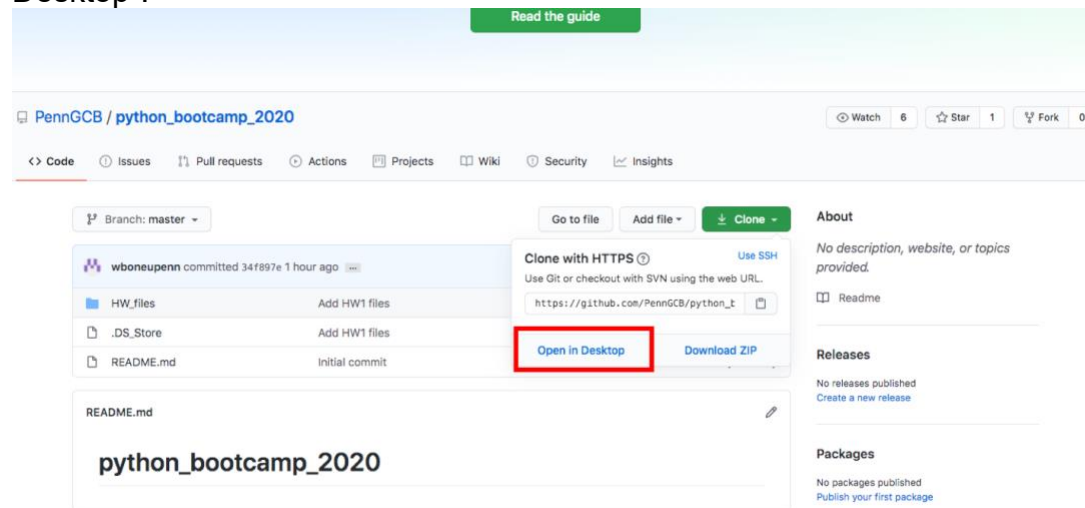 Desktop".
Read the guide
PennGCB / python_bootcamp_2020
Watch 6 Star 1 Fork 0
<> Code Issues Pull requests Actions Projects Wiki Security Insights
Branch: master Go to file Add file Clone
wboneupenn committed 34f897e 1 hour ago ...
HW_files Add HW1 files
.DS_Store Add HW1 files
README.md Initial commit
Clone with HTTPS ? Use SSH
Use Git or checkout with SVN using the web URL.
https://github.com/PennGCB/python_b
Open in Desktop Download ZIP
README.md
python_bootcamp_2020
About
No description, website, or topics
provided.
Readme
Releases
No releases published
Create a new release
Packages
No packages published
Publish your first package